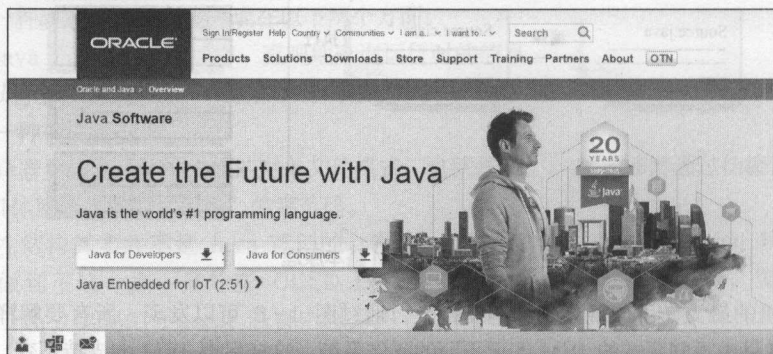 ORACLE
Sign In/Register Help Country Communities I am a... I want to... Search
Products Solutions Downloads Store Support Training Partners About OTN
Oracle and Java > Overview
Java Software
Create the Future with Java
Java is the world's #1 programming language.
Java for Developers Java for Consumers
Java Embedded for IoT (2:51)
20
YEARS
Java